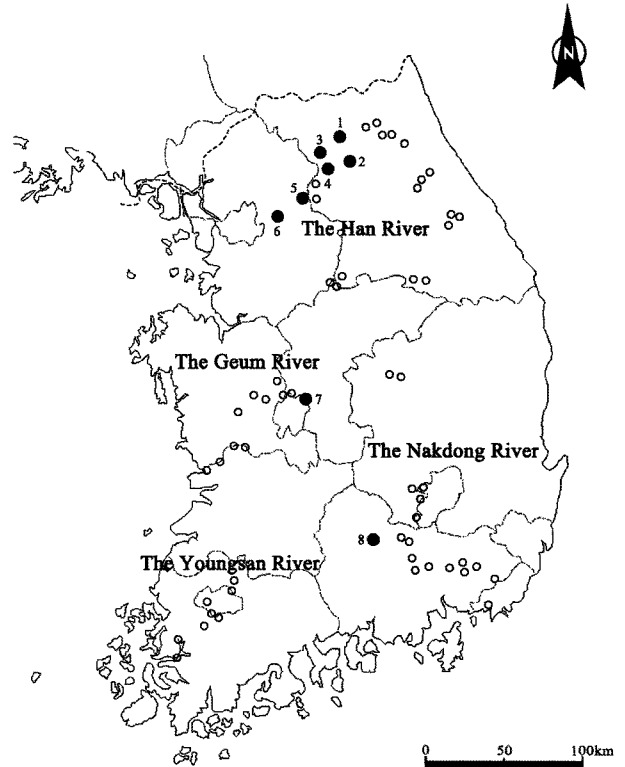 N
1
3
2
4
5
6
The Han River
The Geum River
7
The Nakdong River
8
The Youngsan River
0 50 100km